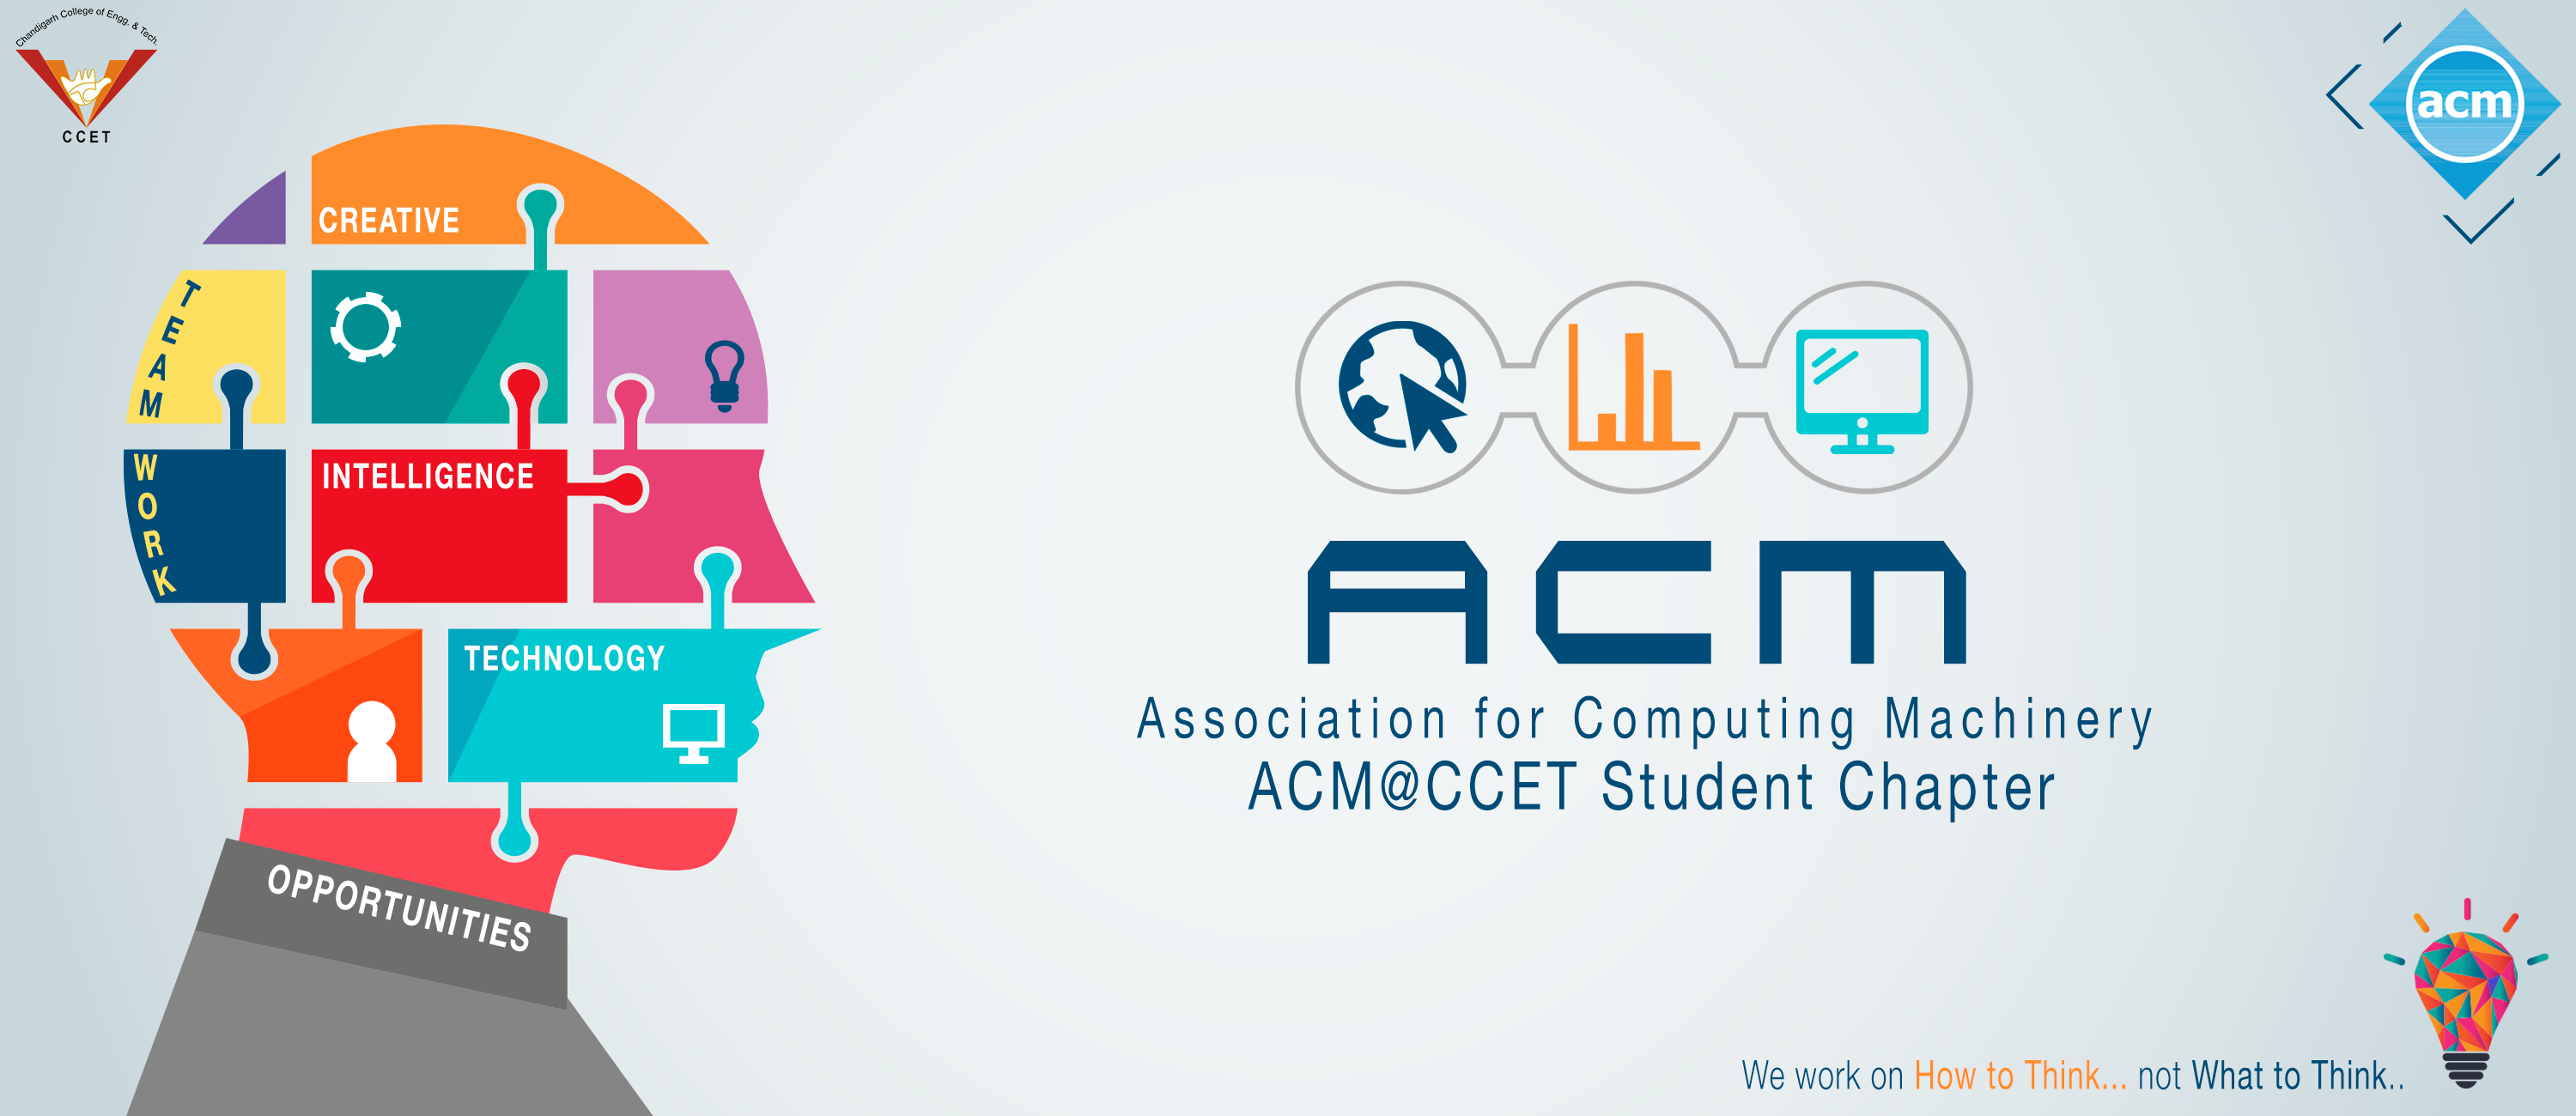 Chandigarh College of Engg. & Tech.
CCET
acm
CREATIVE
TEAM
WORK
INTELLIGENCE
TECHNOLOGY
OPPORTUNITIES
ACM
Association for Computing Machinery
ACM@CCET Student Chapter
We work on How to Think... not What to Think..